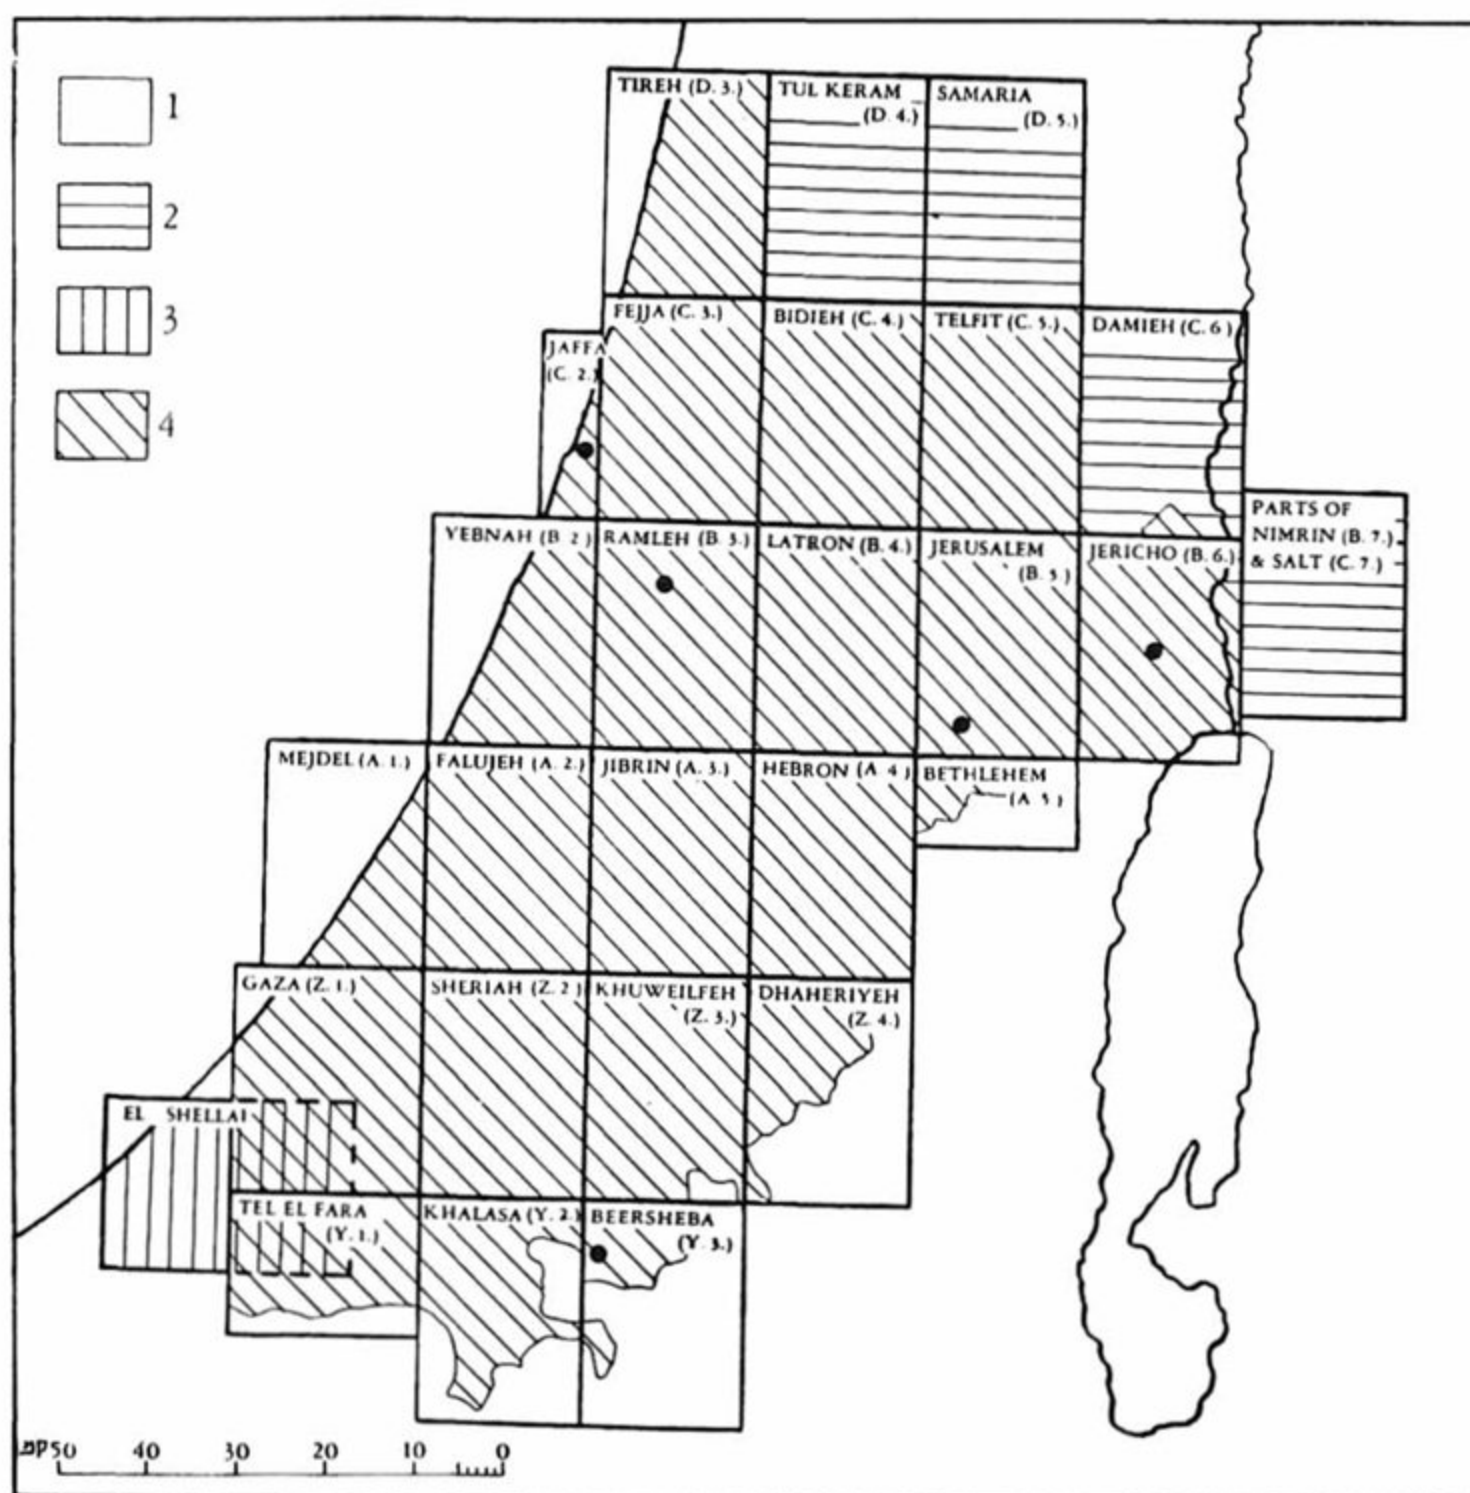 1
2
3
4
TIREH (D. 3.)
TUL KERAM
(D. 4.)
SAMARIA
(D. 5.)
JAFFA
(C. 2.)
FEJJA (C. 3.)
BIDIEH (C. 4.)
TELFIT (C. 5.)
DAMIEH (C. 6)
YEBNAH (B. 2)
RAMLEH (B. 3.)
LATRON (B. 4.)
JERUSALEM
(B. 5.)
JERICHO (B. 6.)
PARTS OF
NIMRIN (B. 7.)
& SALT (C. 7.)
MEJDEL (A. 1.)
FALUJEH (A. 2.)
JIBRIN (A. 3.)
HEBRON (A 4)
BETHLEHEM
(A 5)
GAZA (Z. 1.)
SHERIAH (Z. 2)
KHUWEILFEH
(Z. 3.)
DHAHERIYEH
(Z. 4.)
EL SHELLAL
TEL EL FARA
(Y. 1.)
KHALASA (Y. 2.)
BEERSHEBA
(Y. 3.)
קמ 50 40 30 20 10 0